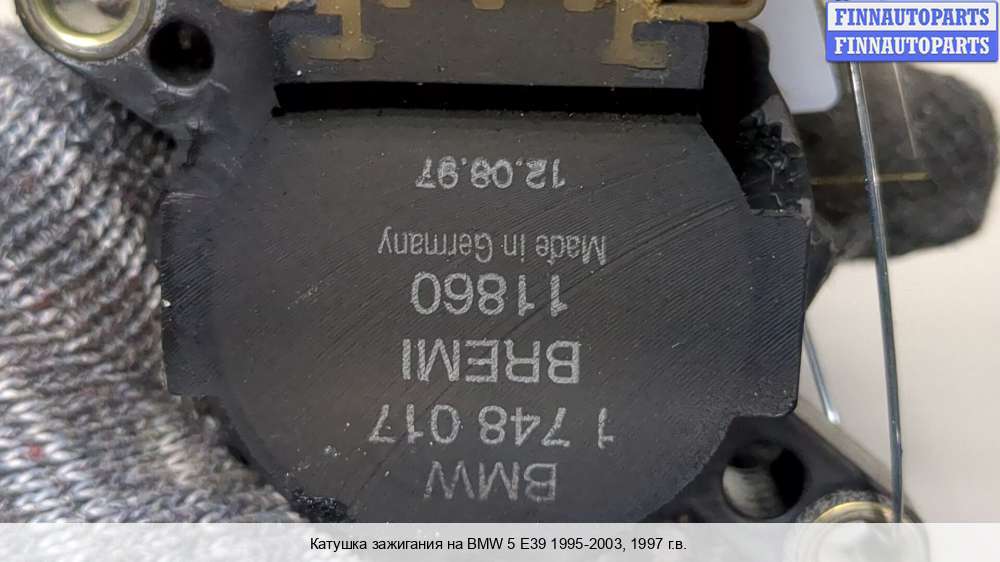 FINNAUTOPARTS
FINNAUTOPARTS
BMW
1 748 017
BREMI
11860
Made in Germany
12.08.97
Катушка зажигания на BMW 5 E39 1995-2003, 1997 г.в.